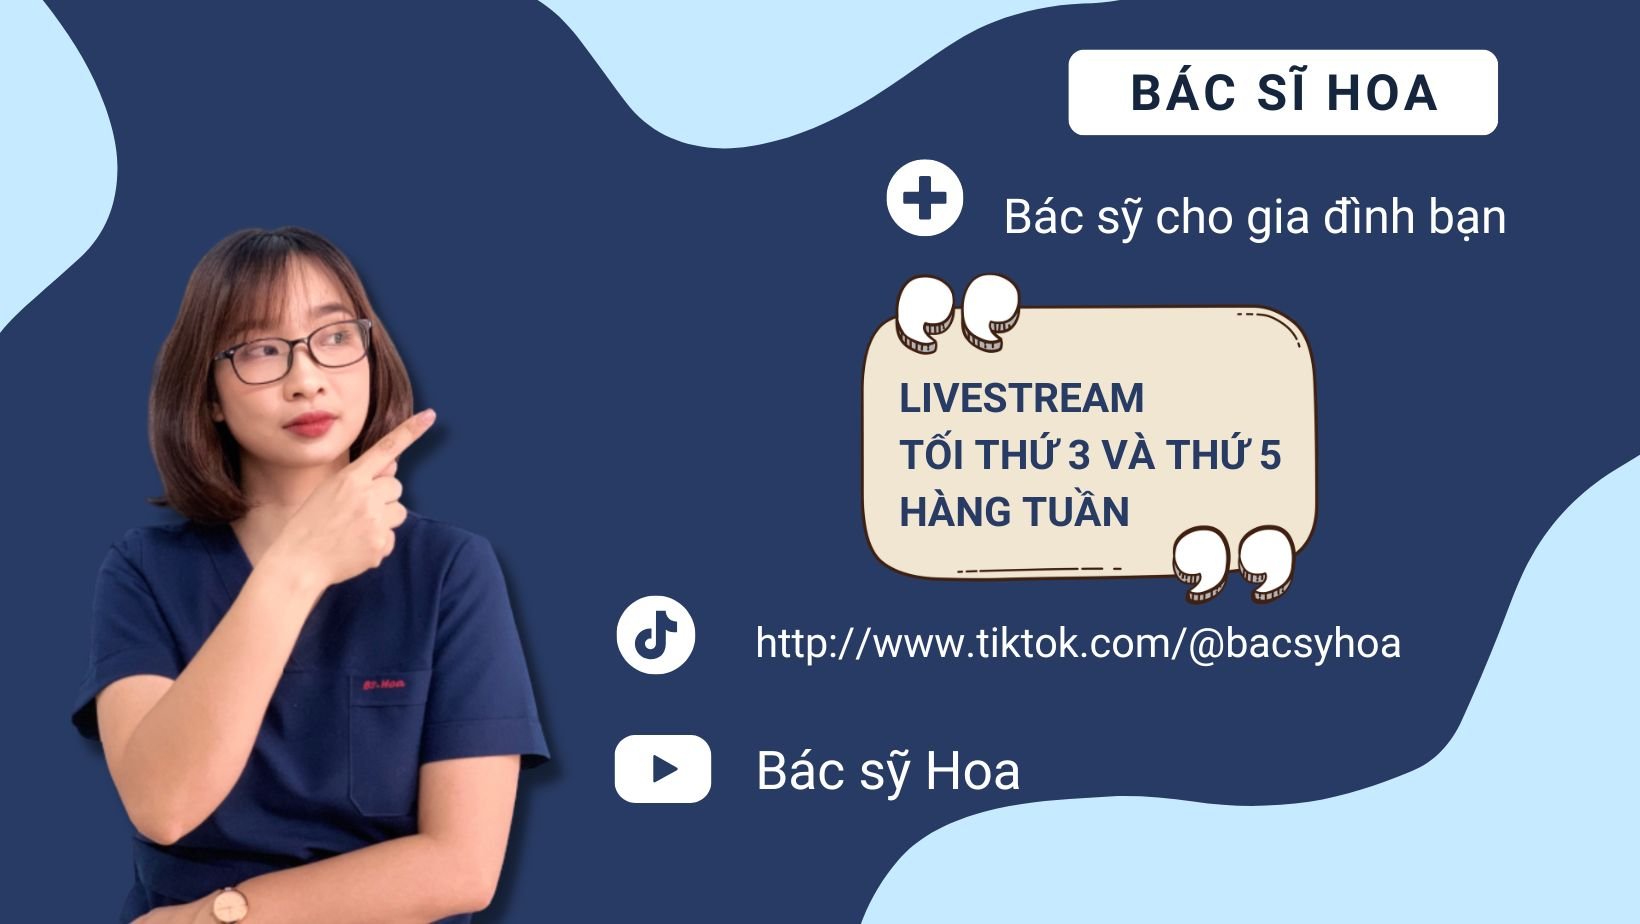 BÁC SĨ HOA
Bác sỹ cho gia đình bạn
LIVESTREAM
TỐI THỨ 3 VÀ THỨ 5
HÀNG TUẦN
http://www.tiktok.com/@bacsyhoa
Bác sỹ Hoa
BS.Hoa